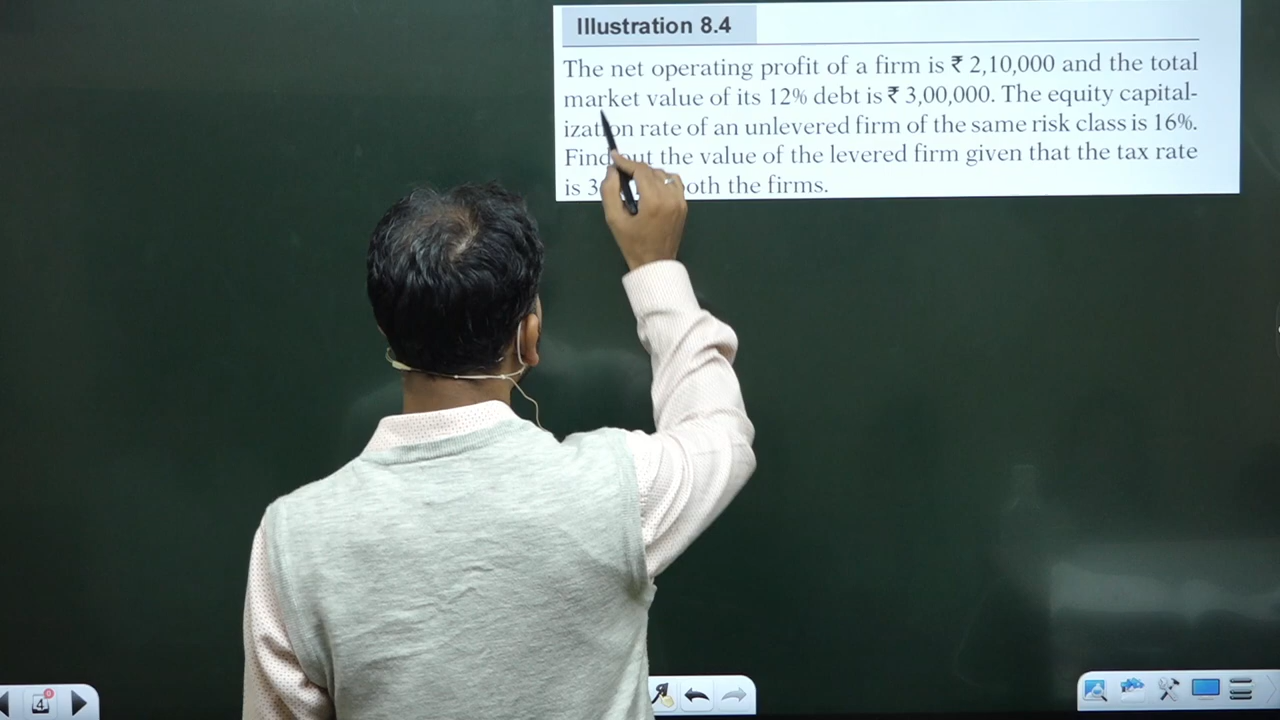 Illustration 8.4
The net operating profit of a firm is ₹ 2,10,000 and the total
market value of its 12% debt is ₹ 3,00,000. The equity capital-
ization rate of an unlevered firm of the same risk class is 16%.
Find out the value of the levered firm given that the tax rate
is 3 oth the firms.
4